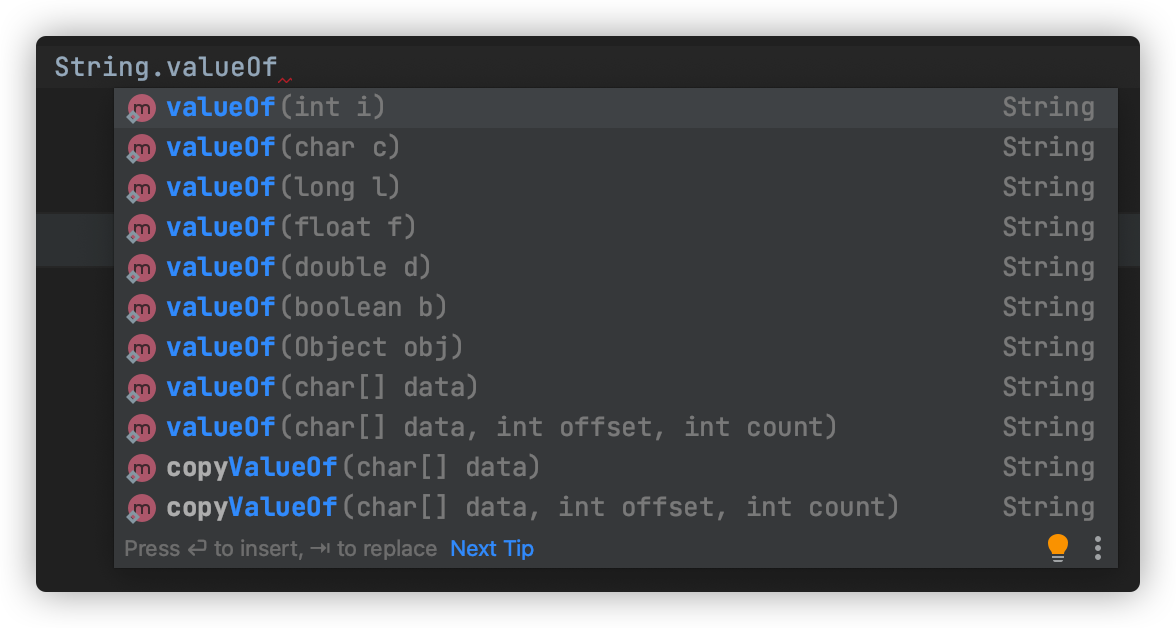 String.valueOf
m valueOf(int i) String
m valueOf(char c) String
m valueOf(long l) String
m valueOf(float f) String
m valueOf(double d) String
m valueOf(boolean b) String
m valueOf(Object obj) String
m valueOf(char[] data) String
m valueOf(char[] data, int offset, int count) String
m copyValueOf(char[] data) String
m copyValueOf(char[] data, int offset, int count) String
Press ↩ to insert, ⇥ to replace Next Tip